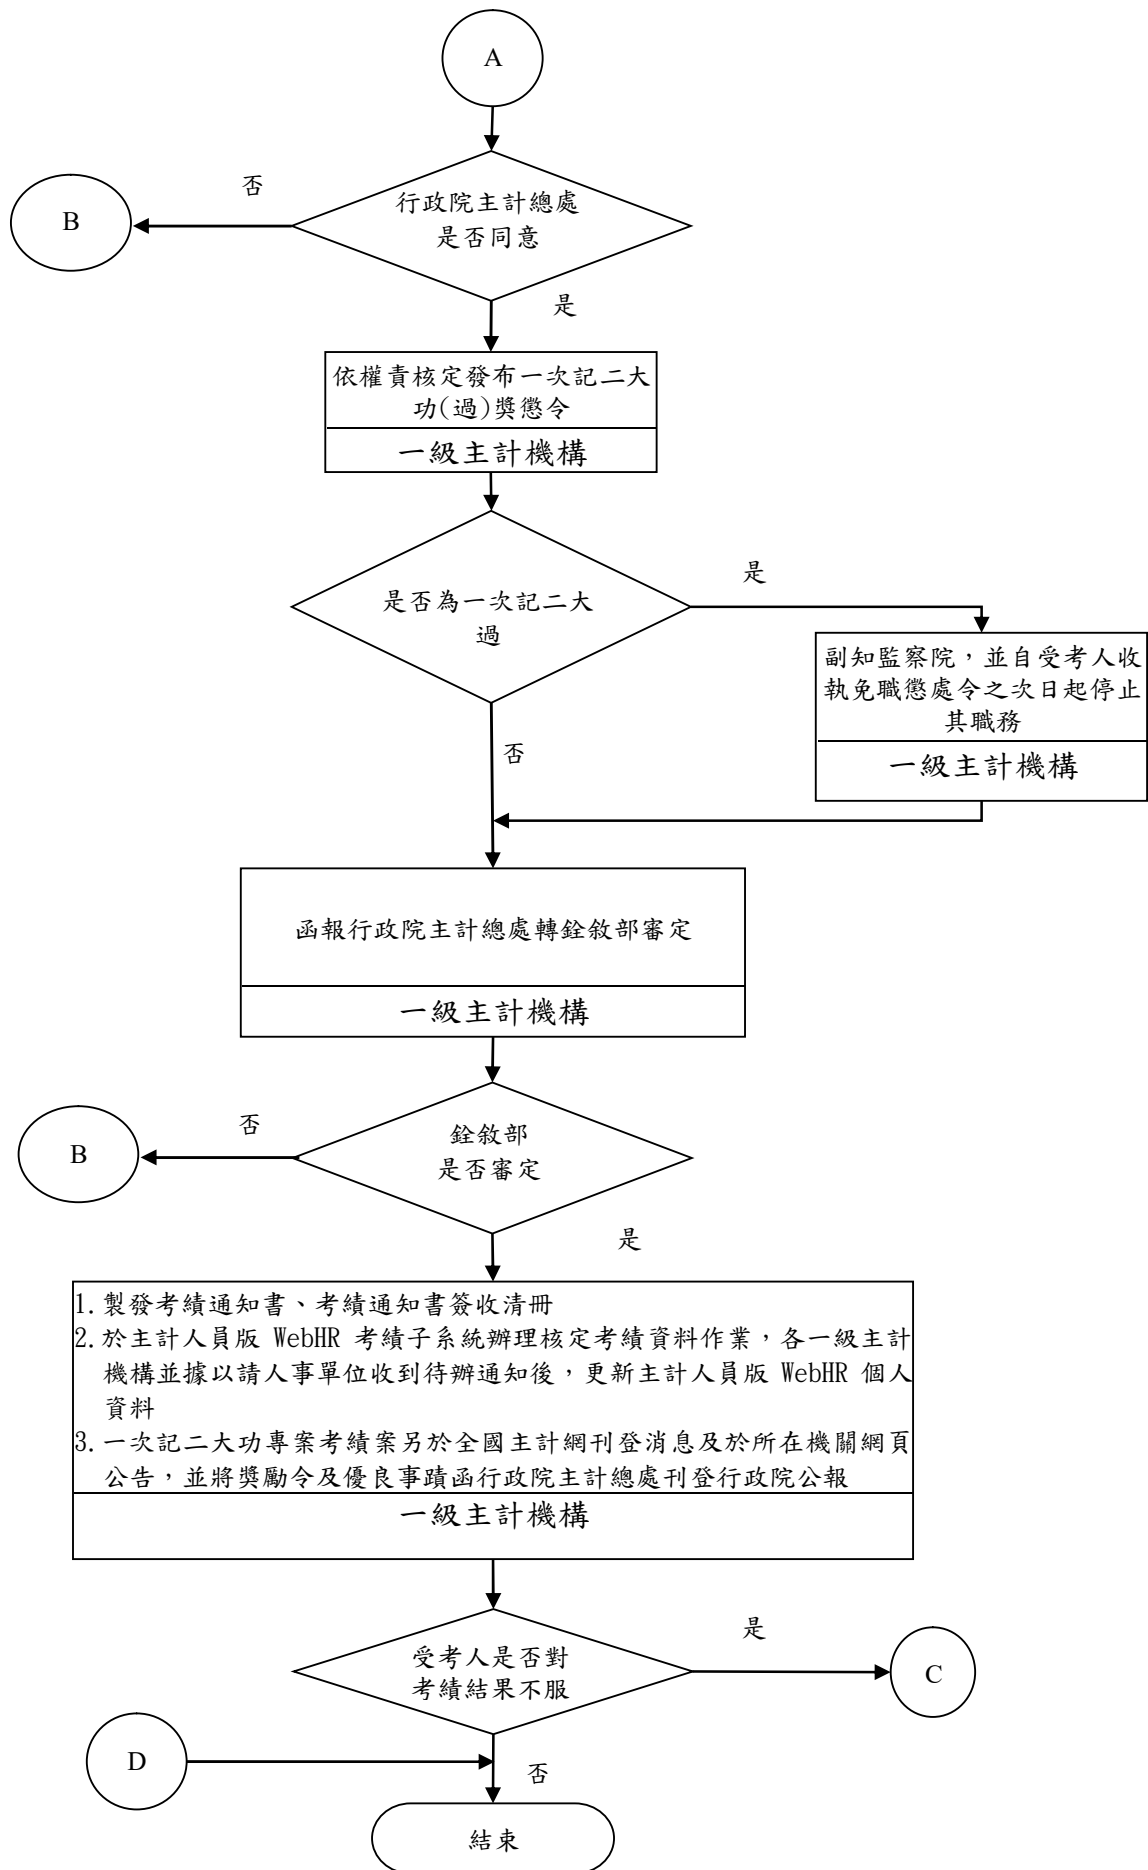 A
否
B
行政院主計總處
是否同意
是
依權責核定發布一次記二大
功(過)獎懲令
一級主計機構
是
是否為一次記二大
過
副知監察院，並自受考人收
執免職懲處令之次日起停止
其職務
一級主計機構
否
函報行政院主計總處轉銓敘部審定
一級主計機構
否
B
銓敘部
是否審定
是
1. 製發考績通知書、考績通知書簽收清冊
2. 於主計人員版 WebHR 考績子系統辦理核定考績資料作業，各一級主計
機構並據以請人事單位收到待辦通知後，更新主計人員版 WebHR 個人
資料
3. 一次記二大功專案考績案另於全國主計網刊登消息及於所在機關網頁
公告，並將獎勵令及優良事蹟函行政院主計總處刊登行政院公報
一級主計機構
是
受考人是否對
考績結果不服
C
D
否
結束